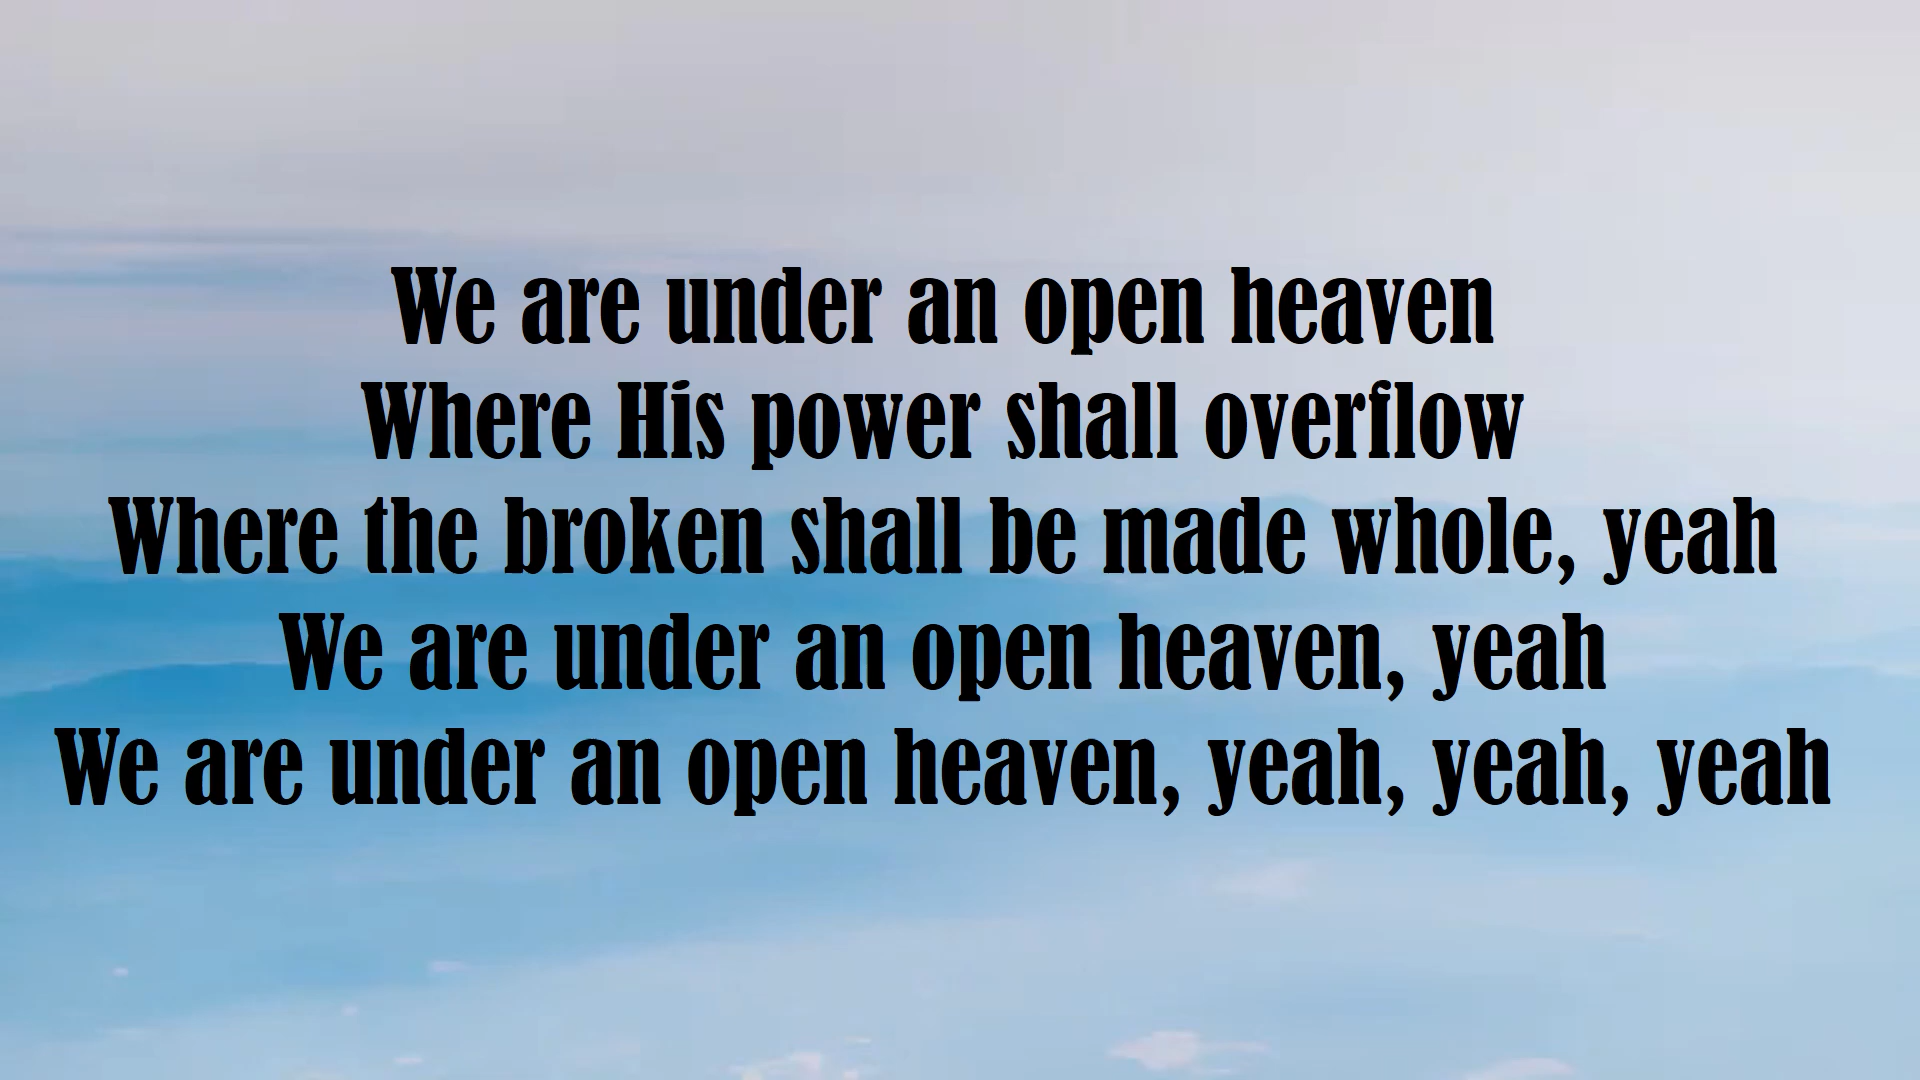 We are under an open heaven
Where His power shall overflow
Where the broken shall be made whole, yeah
We are under an open heaven, yeah
We are under an open heaven, yeah, yeah, yeah